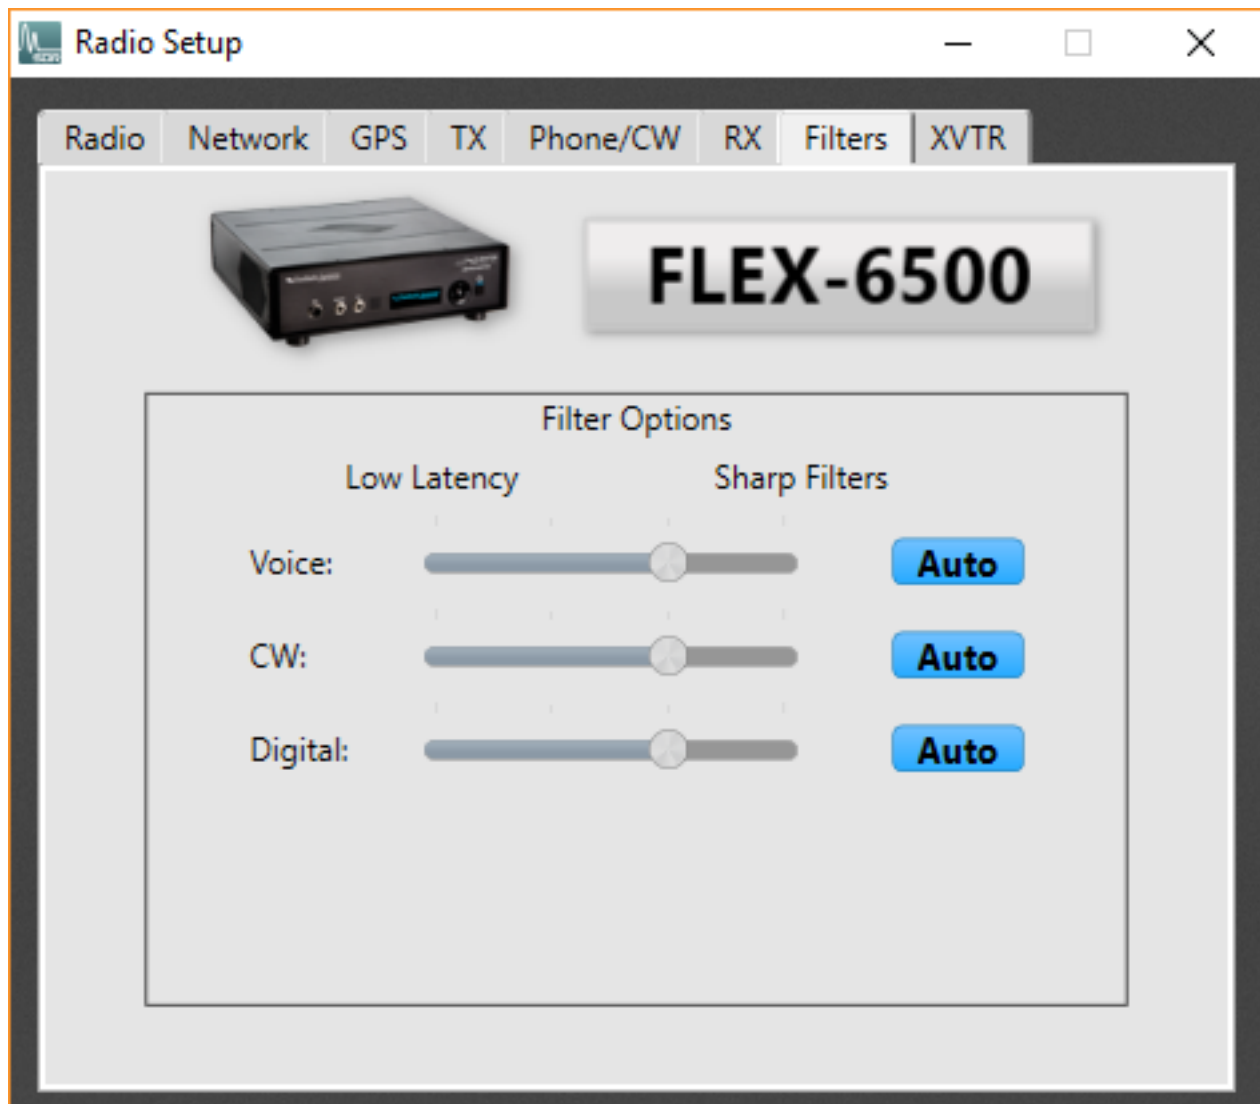 Radio Setup
Radio Network GPS TX Phone/CW RX Filters XVTR
FLEX-6500
Filter Options
Low Latency Sharp Filters
Voice: Auto
CW: Auto
Digital: Auto